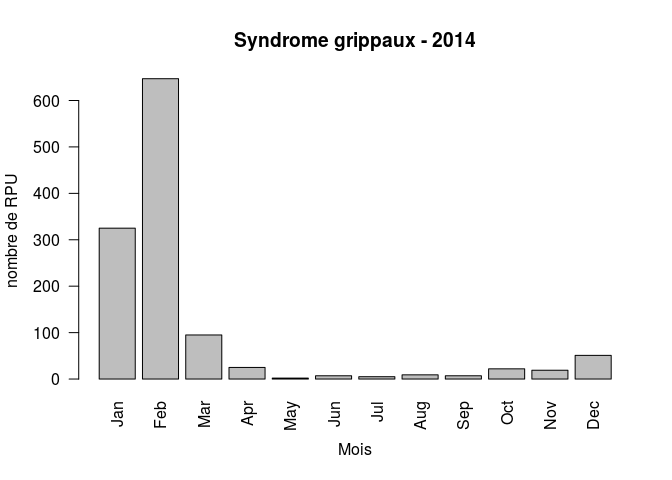 Syndrome grippaux - 2014
nombre de RPU
600
500
400
300
200
100
0
Jan
Feb
Mar
Apr
May
Jun
Jul
Aug
Sep
Oct
Nov
Dec
Mois